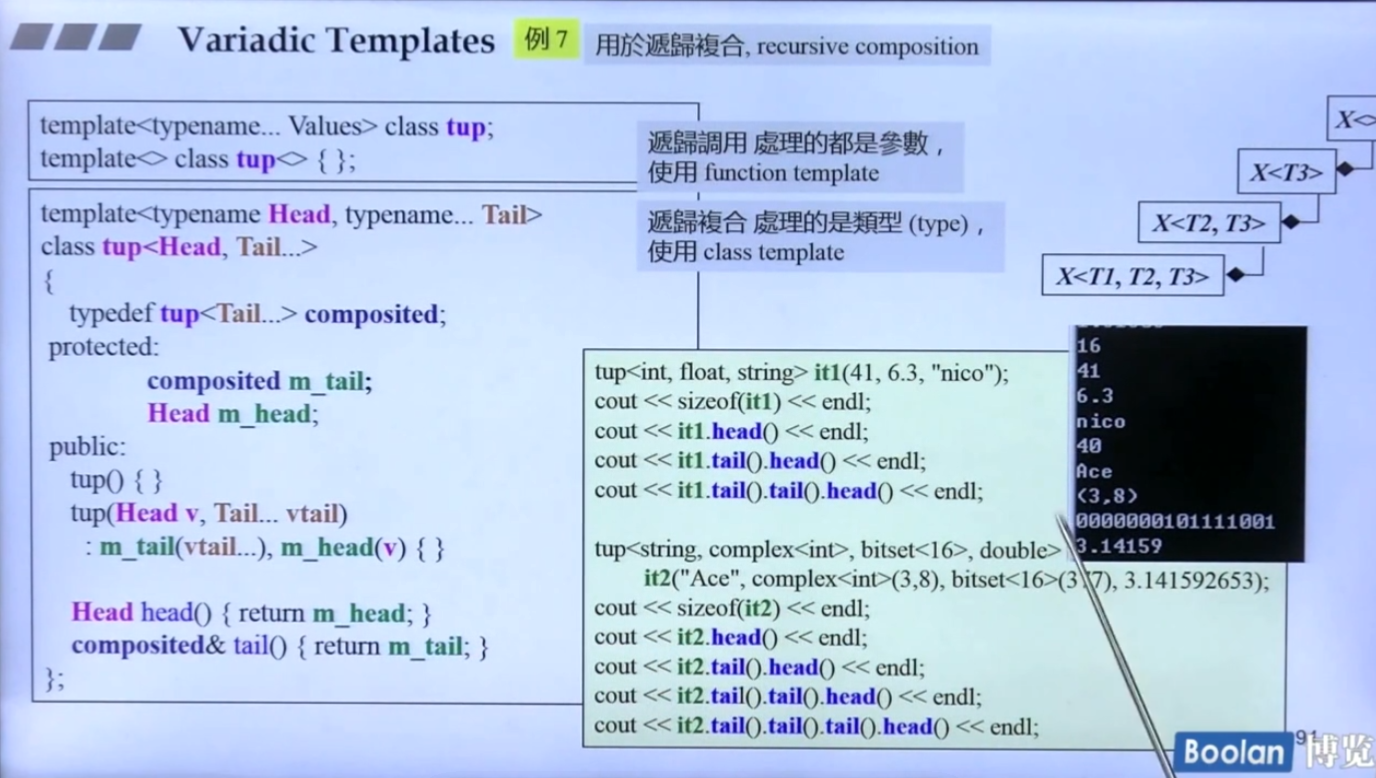 Variadic Templates 例 7 用於遞歸複合, recursive composition
template<typename... Values> class tup;
template<> class tup<> { };
template<typename Head, typename... Tail>
class tup<Head, Tail...>
{
typedef tup<Tail...> composited;
protected:
composited m_tail;
Head m_head;
public:
tup() { }
tup(Head v, Tail... vtail)
: m_tail(vtail...), m_head(v) { }
Head head() { return m_head; }
composited& tail() { return m_tail; }
};
遞歸調用 處理的都是參數，
使用 function template
遞歸複合 處理的是類型 (type)，
使用 class template
X<>
X<T3>
X<T2, T3>
X<T1, T2, T3>
tup<int, float, string> it1(41, 6.3, "nico");
cout << sizeof(it1) << endl;
cout << it1.head() << endl;
cout << it1.tail().head() << endl;
cout << it1.tail().tail().head() << endl;
tup<string, complex<int>, bitset<16>, double>
it2("Ace", complex<int>(3,8), bitset<16>(377), 3.141592653);
cout << sizeof(it2) << endl;
cout << it2.head() << endl;
cout << it2.tail().head() << endl;
cout << it2.tail().tail().head() << endl;
cout << it2.tail().tail().tail().head() << endl;
16
41
6.3
nico
40
Ace
(3,8)
0000000101111001
3.14159
91
Boolan 博览